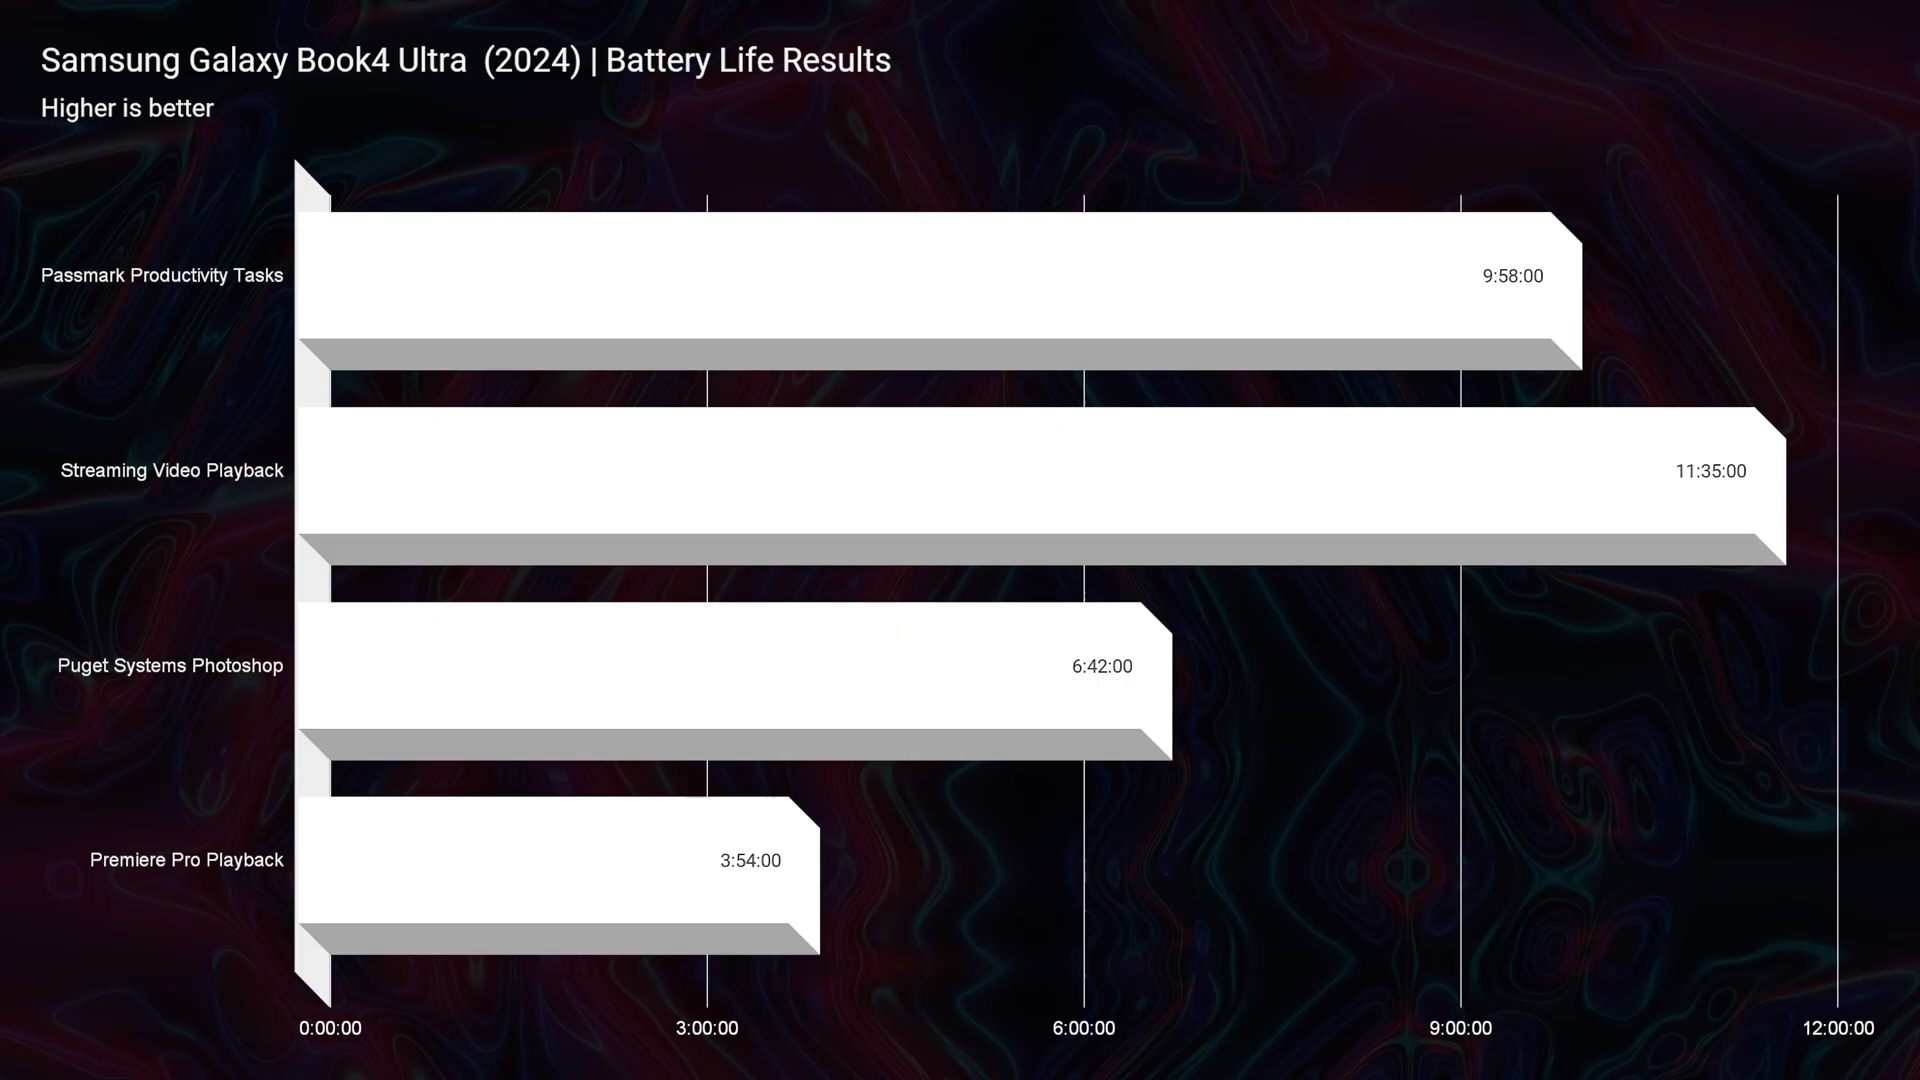 Samsung Galaxy Book4 Ultra  (2024) | Battery Life Results
Higher is better
Passmark Productivity Tasks
9:58:00
Streaming Video Playback
11:35:00
Puget Systems Photoshop
6:42:00
Premiere Pro Playback
3:54:00
0:00:00 3:00:00 6:00:00 9:00:00 12:00:00